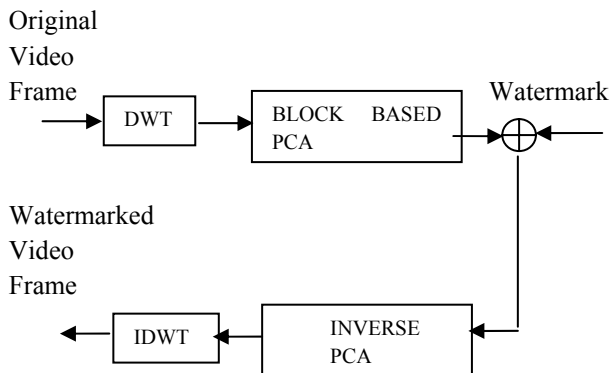 Original
Video
Frame
Watermark
DWT
BLOCK BASED
PCA
Watermarked
Video
Frame
IDWT
INVERSE
PCA